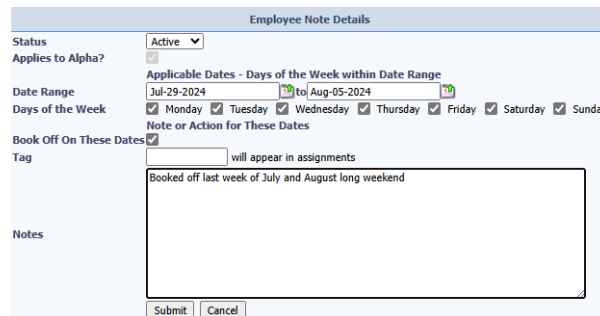 Employee Note Details
Status Active
Applies to Alpha?
Applicable Dates - Days of the Week within Date Range
Date Range Jul-29-2024 to Aug-05-2024
Days of the Week Monday Tuesday Wednesday Thursday Friday Saturday Sunda
Note or Action for These Dates
Book Off On These Dates
Tag will appear in assignments
Booked off last week of July and August long weekend
Notes
Submit Cancel